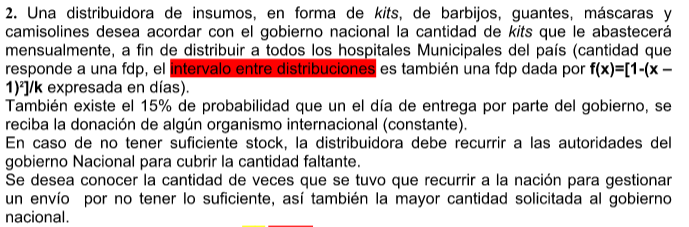 2. Una distribuidora de insumos, en forma de kits, de barbijos, guantes, máscaras y
camisolines desea acordar con el gobierno nacional la cantidad de kits que le abastecerá
mensualmente, a fin de distribuir a todos los hospitales Municipales del país (cantidad que
responde a una fdp, el intervalo entre distribuciones es también una fdp dada por f(x)=[1-(x –
1)²]/k expresada en días).
También existe el 15% de probabilidad que un el día de entrega por parte del gobierno, se
reciba la donación de algún organismo internacional (constante).
En caso de no tener suficiente stock, la distribuidora debe recurrir a las autoridades del
gobierno Nacional para cubrir la cantidad faltante.
Se desea conocer la cantidad de veces que se tuvo que recurrir a la nación para gestionar
un envío por no tener lo suficiente, así también la mayor cantidad solicitada al gobierno
nacional.